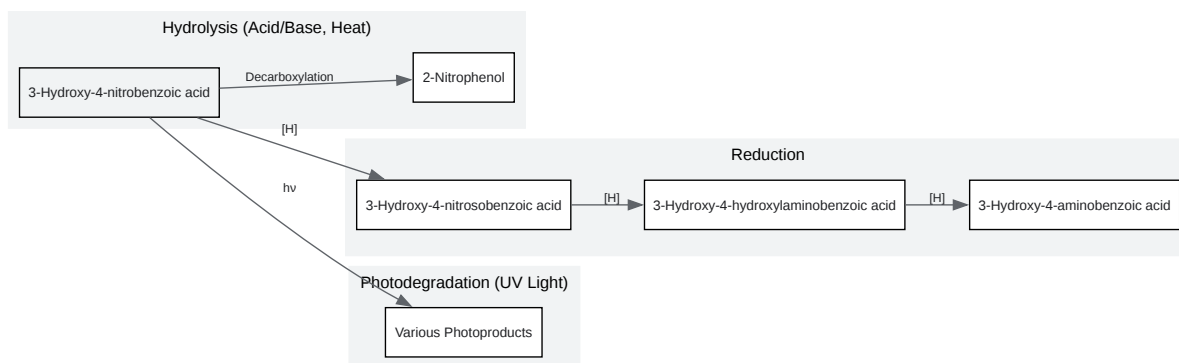 Hydrolysis (Acid/Base, Heat)
3-Hydroxy-4-nitrobenzoic acid
Decarboxylation
2-Nitrophenol
[H]
hν
Reduction
3-Hydroxy-4-nitrosobenzoic acid
[H]
3-Hydroxy-4-hydroxylaminobenzoic acid
[H]
3-Hydroxy-4-aminobenzoic acid
Photodegradation (UV Light)
Various Photoproducts